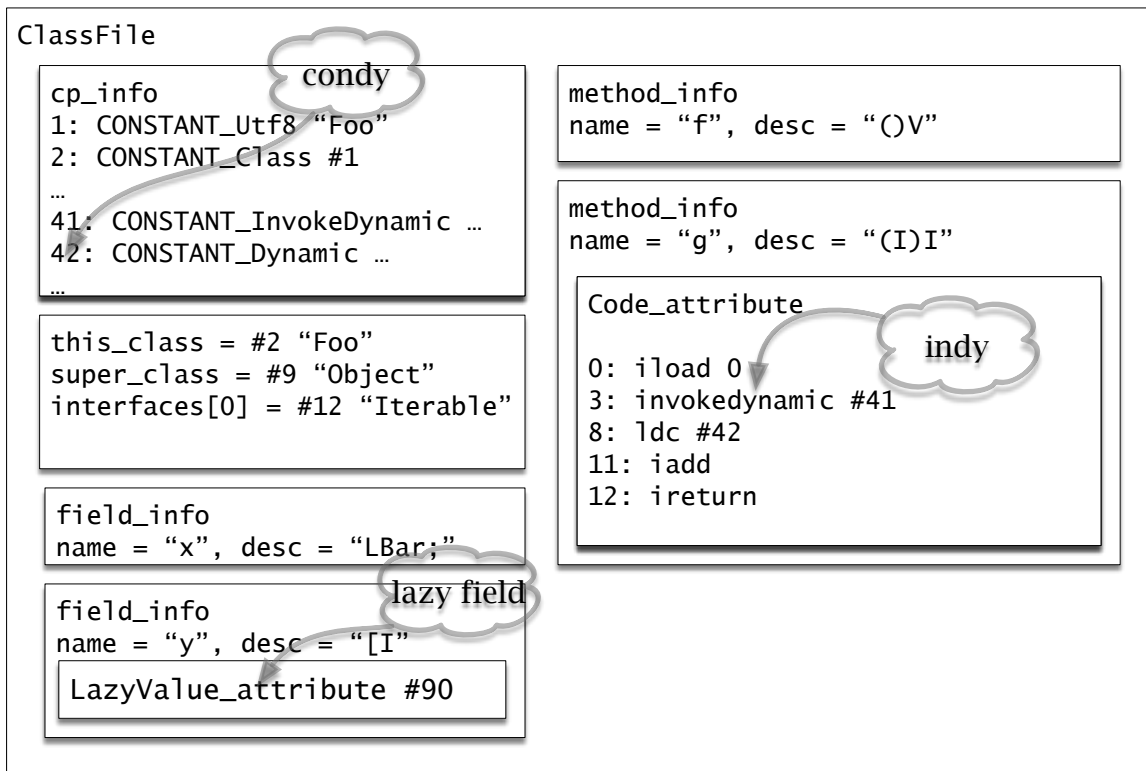 ClassFile
condy
cp_info
1: CONSTANT_Utf8 “Foo”
2: CONSTANT_Class #1
…
41: CONSTANT_InvokeDynamic …
42: CONSTANT_Dynamic …
…
this_class = #2 “Foo”
super_class = #9 “Object”
interfaces[0] = #12 “Iterable”
field_info
name = “x”, desc = “LBar;”
lazy field
field_info
name = “y”, desc = “[I”
LazyValue_attribute #90
method_info
name = “f”, desc = “()V”
method_info
name = “g”, desc = “(I)I”
Code_attribute
indy
0: iload 0
3: invokedynamic #41
8: ldc #42
11: iadd
12: ireturn